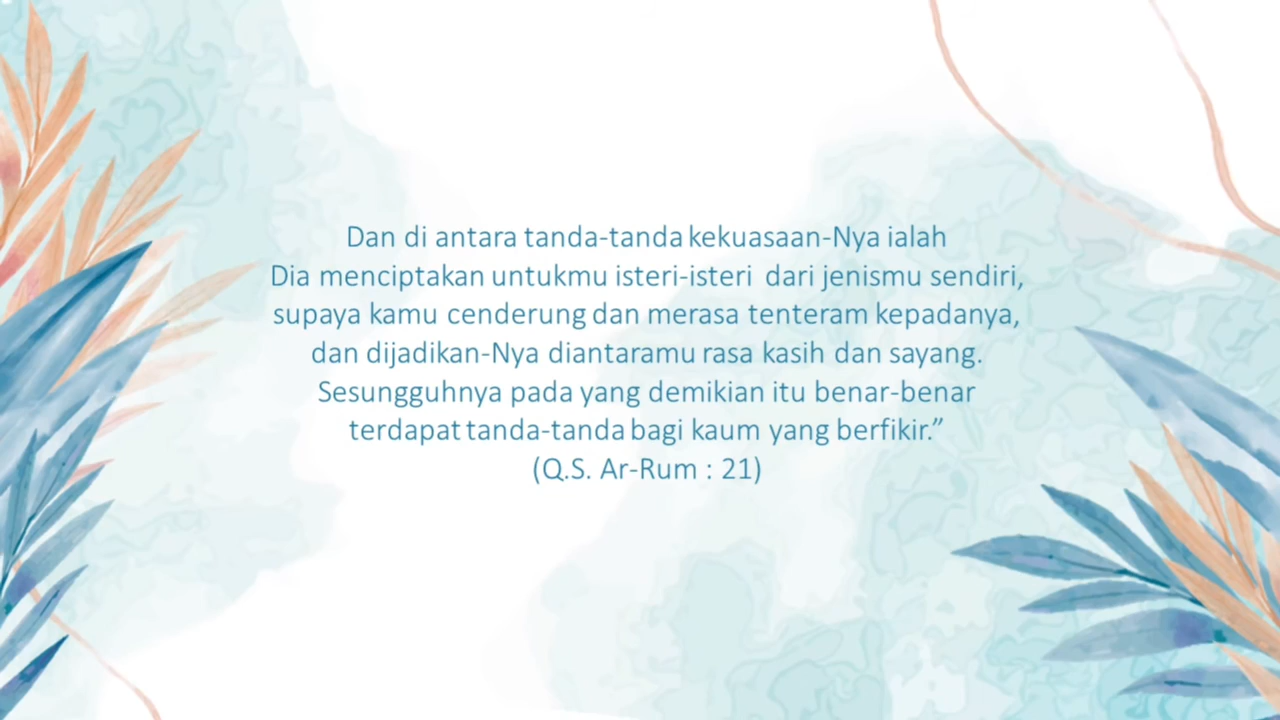 Dan di antara tanda-tanda kekuasaan-Nya ialah
Dia menciptakan untukmu isteri-isteri dari jenismu sendiri,
supaya kamu cenderung dan merasa tenteram kepadanya,
dan dijadikan-Nya diantaramu rasa kasih dan sayang.
Sesungguhnya pada yang demikian itu benar-benar
terdapat tanda-tanda bagi kaum yang berfikir.”
(Q.S. Ar-Rum : 21)